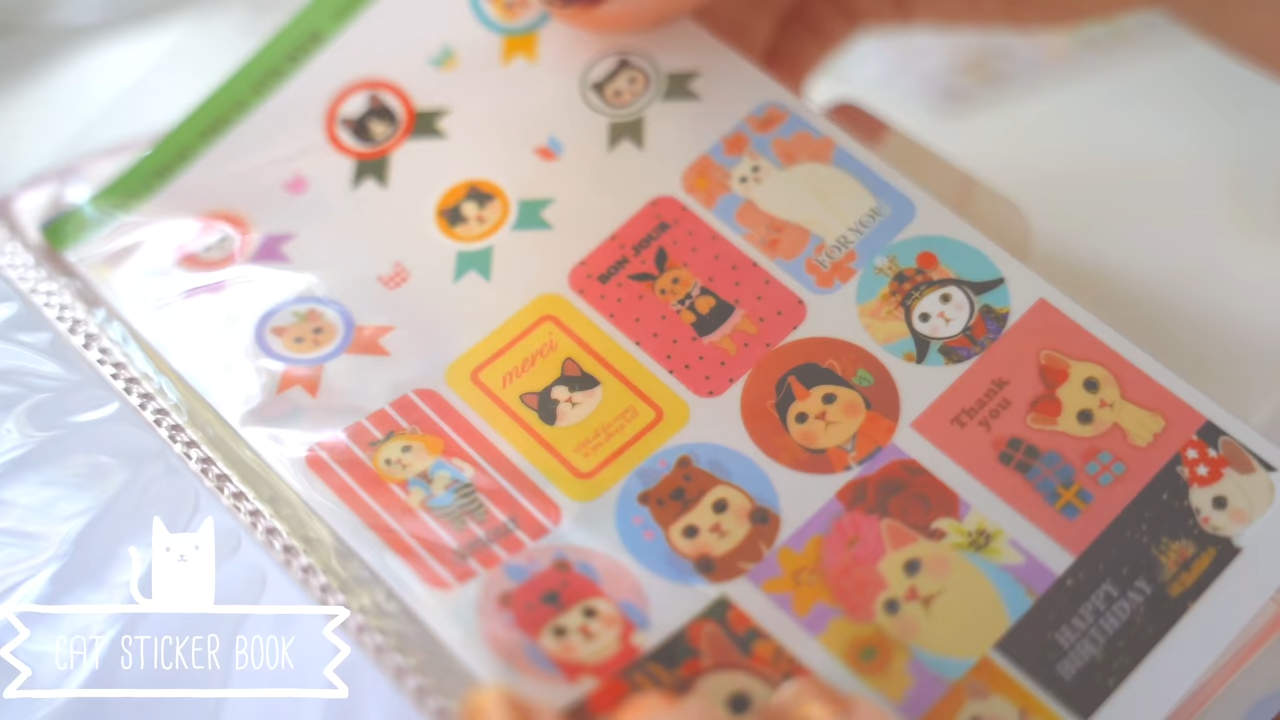 FOR YOU
BON JOUR
merci
Thank
you
HAPPY
BIRTHDAY
CAT STICKER BOOK